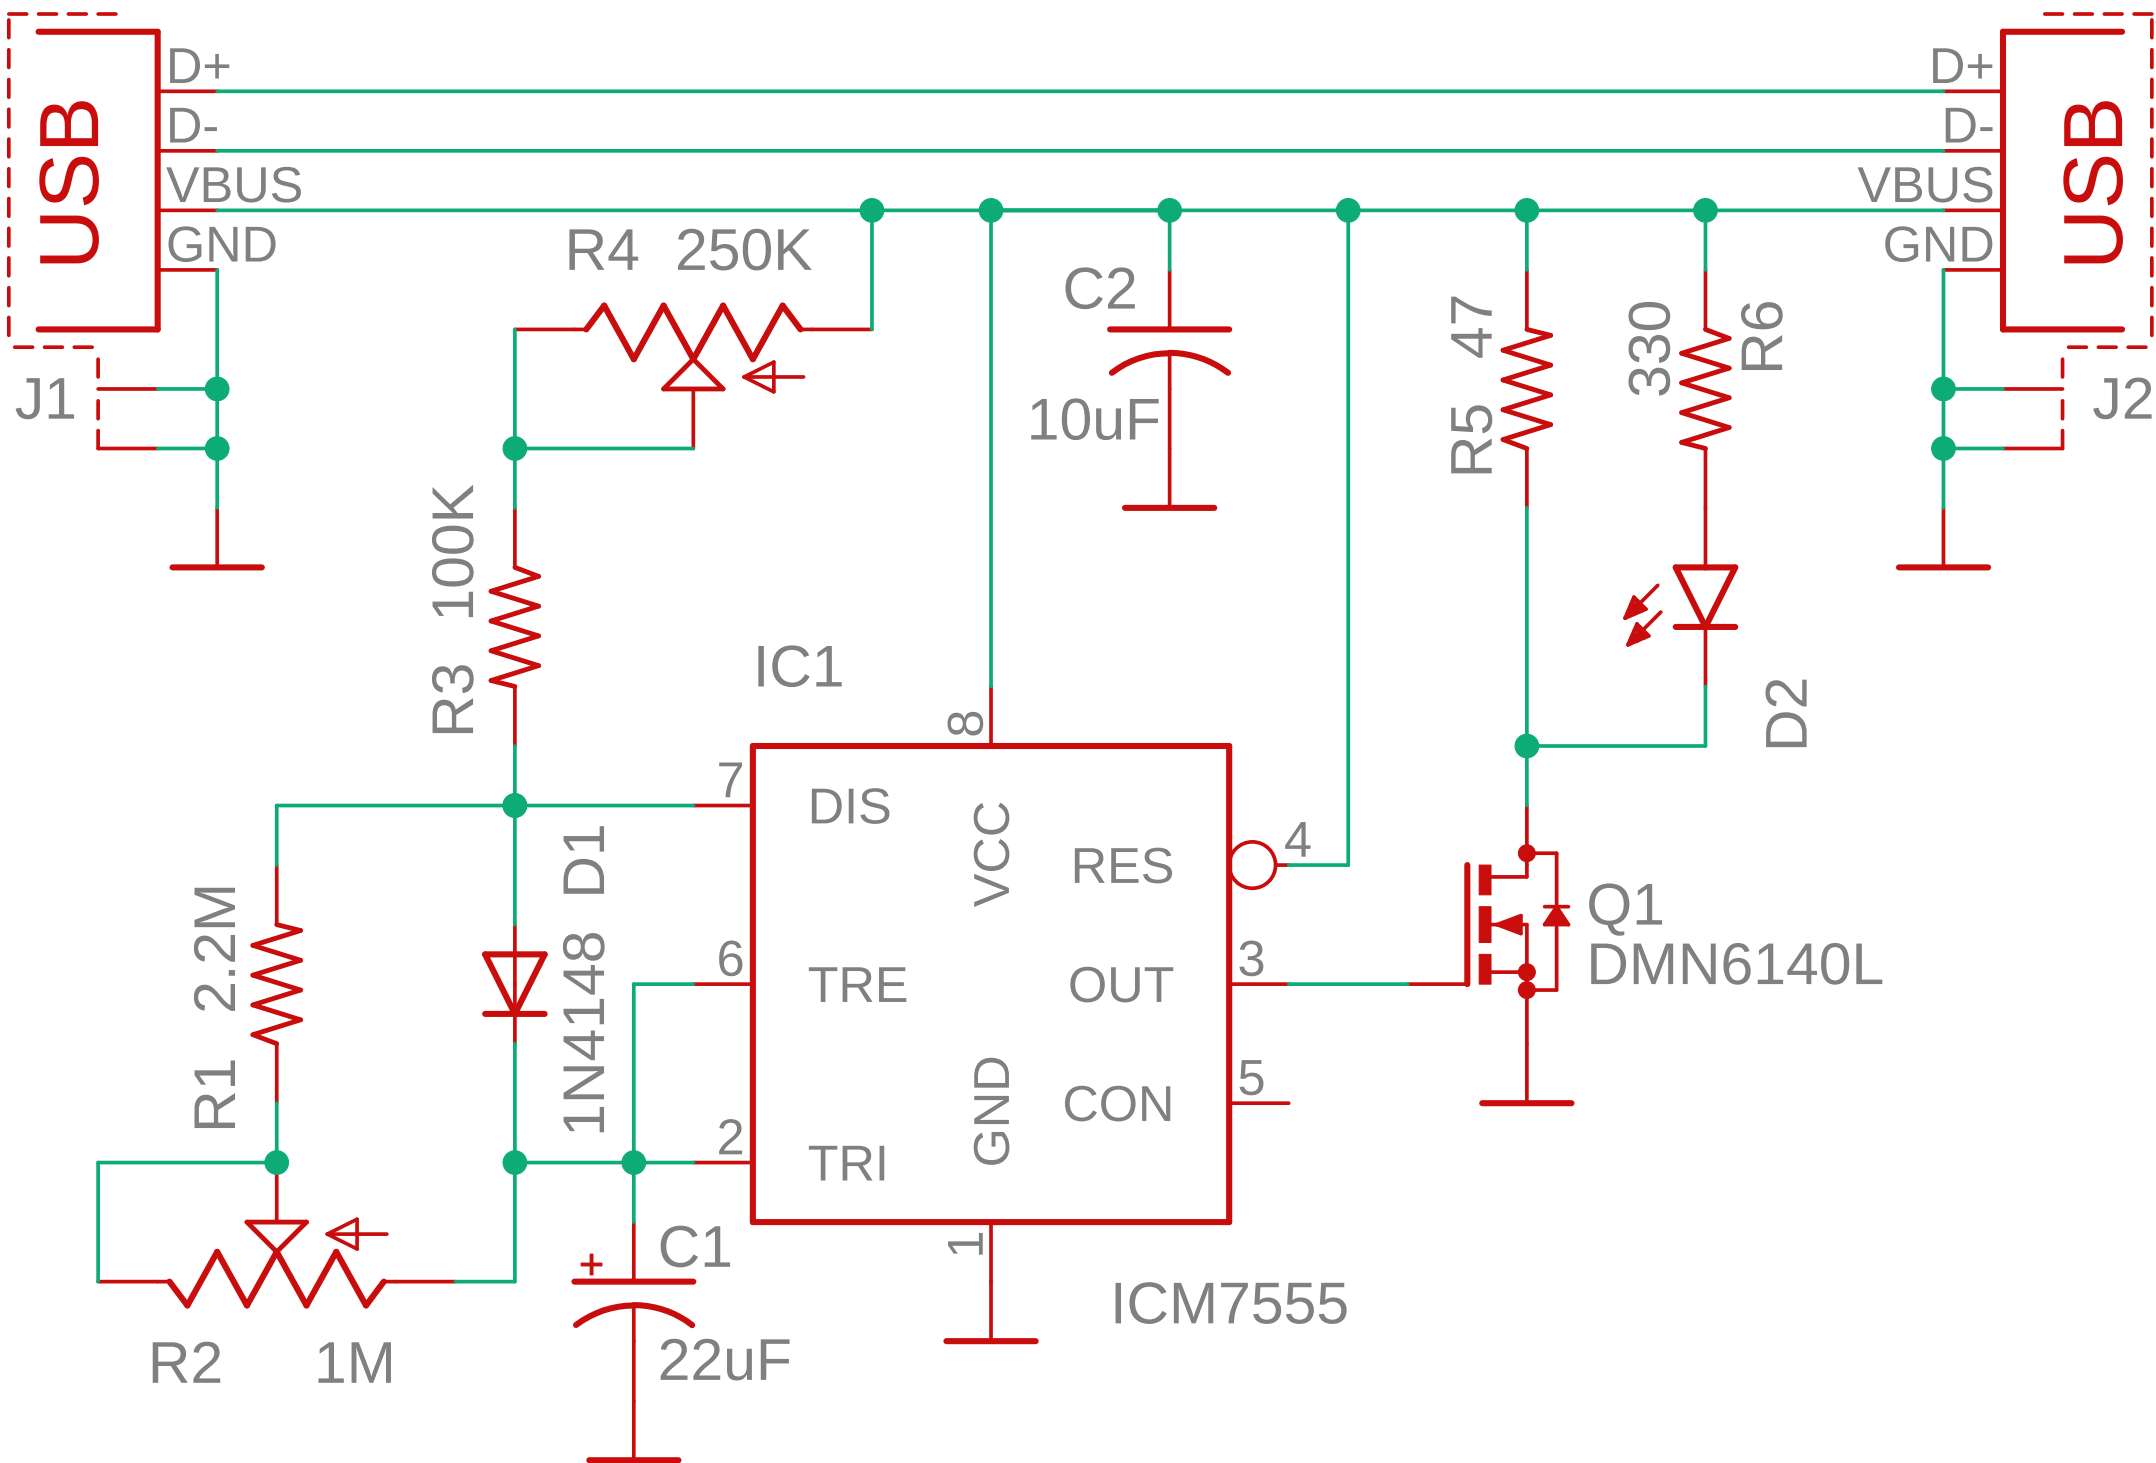 USB
D+
D-
VBUS
GND
J1
D+
D-
VBUS
GND
USB
J2
R4 250K
C2
10uF
R5 47
330
R6
D2
R3 100K
IC1
8
7
DIS
VCC
RES
4
6
TRE
OUT
3
2
TRI
GND
CON
5
1
ICM7555
D1
1N4148
R1 2.2M
R2 1M
+
C1
22uF
Q1
DMN6140L